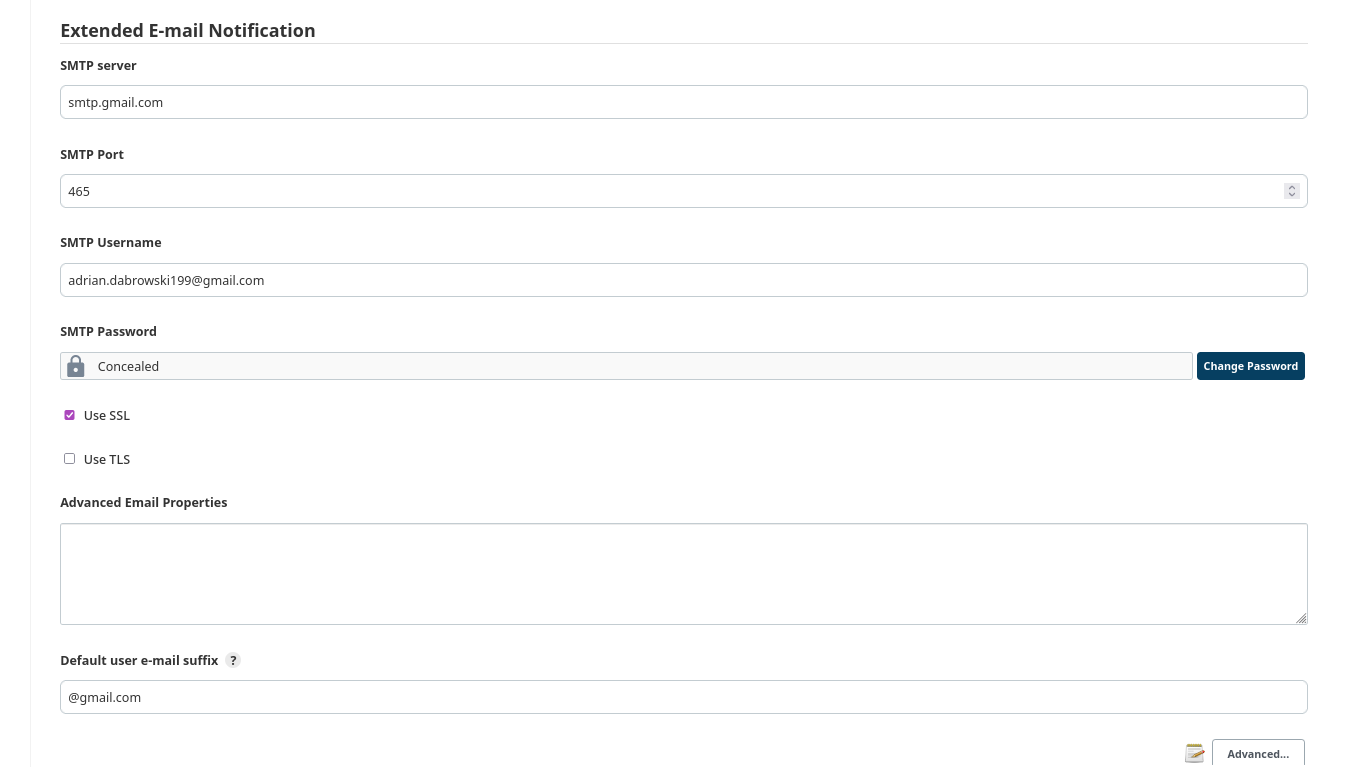 Extended E-mail Notification
SMTP server
smtp.gmail.com
SMTP Port
465
SMTP Username
adrian.dabrowski199@gmail.com
SMTP Password
Concealed
Change Password
Use SSL
Use TLS
Advanced Email Properties
Default user e-mail suffix ?
@gmail.com
Advanced...